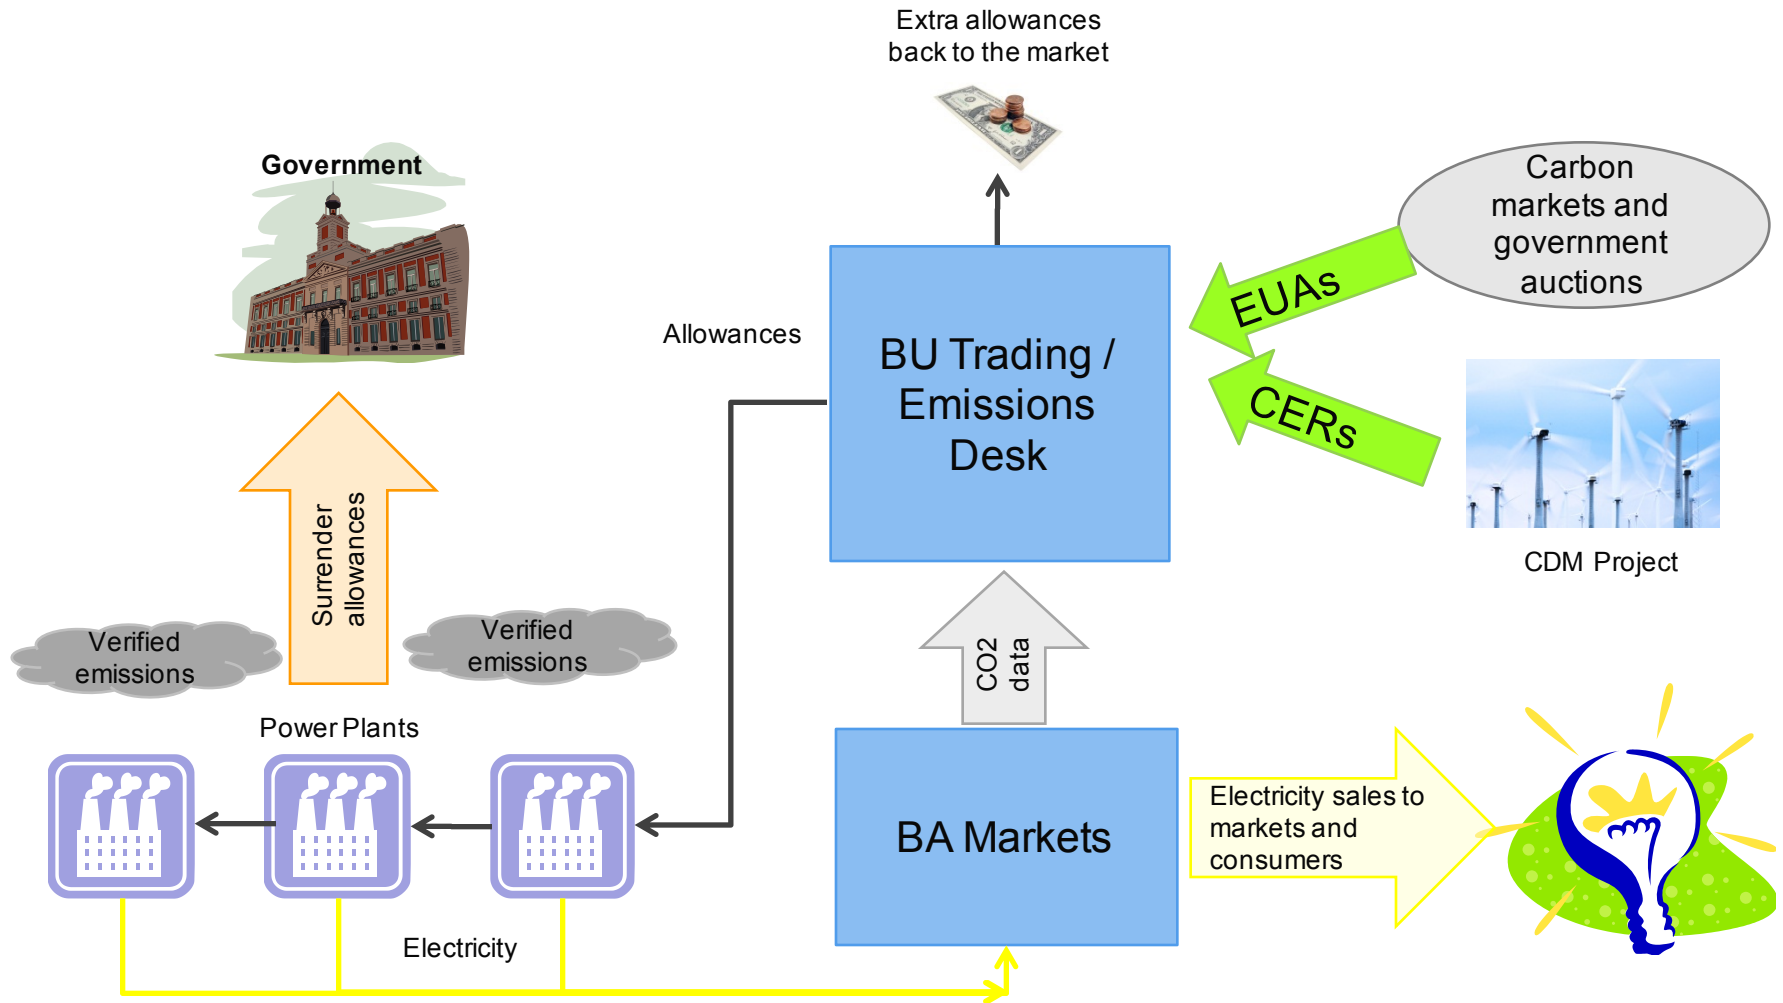 Extra allowances
back to the market
Government
Carbon
markets and
government
auctions
EUAs
Allowances
BU Trading /
Emissions
Desk
CERs
CDM Project
Surrender
allowances
Verified
emissions
Verified
emissions
CO2
data
Power Plants
Electricity sales to
markets and
consumers
BA Markets
Electricity